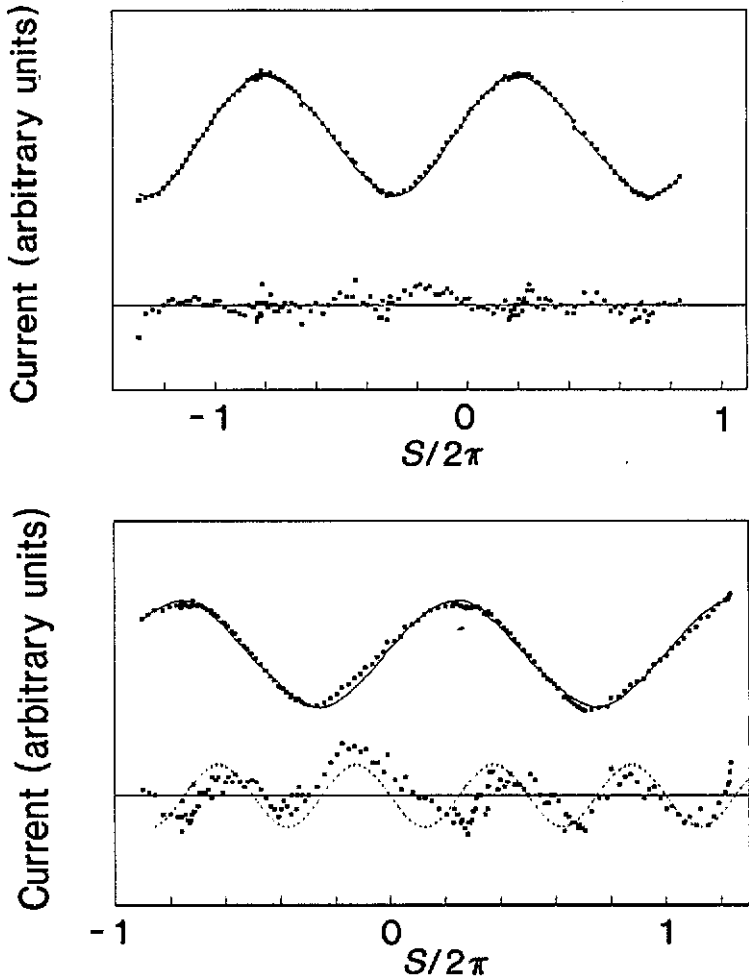 Current (arbitrary units)
-1 0 1
S/2π
Current (arbitrary units)
-1 0 1
S/2π